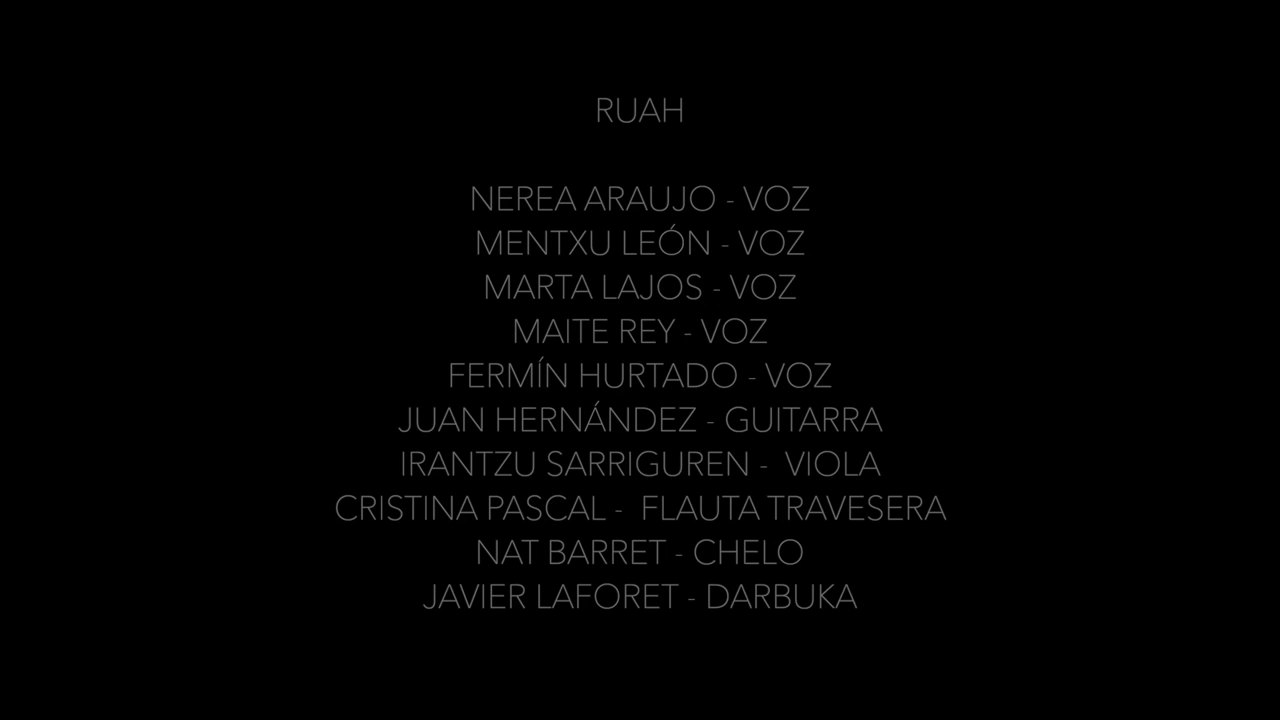 RUAH
NEREA ARAUJO - VOZ
MENTXU LEÓN - VOZ
MARTA LAJOS - VOZ
MAITE REY - VOZ
FERMÍN HURTADO - VOZ
JUAN HERNÁNDEZ - GUITARRA
IRANTZU SARRIGUREN -  VIOLA
CRISTINA PASCAL -  FLAUTA TRAVESERA
NAT BARRET - CHELO
JAVIER LAFORET - DARBUKA